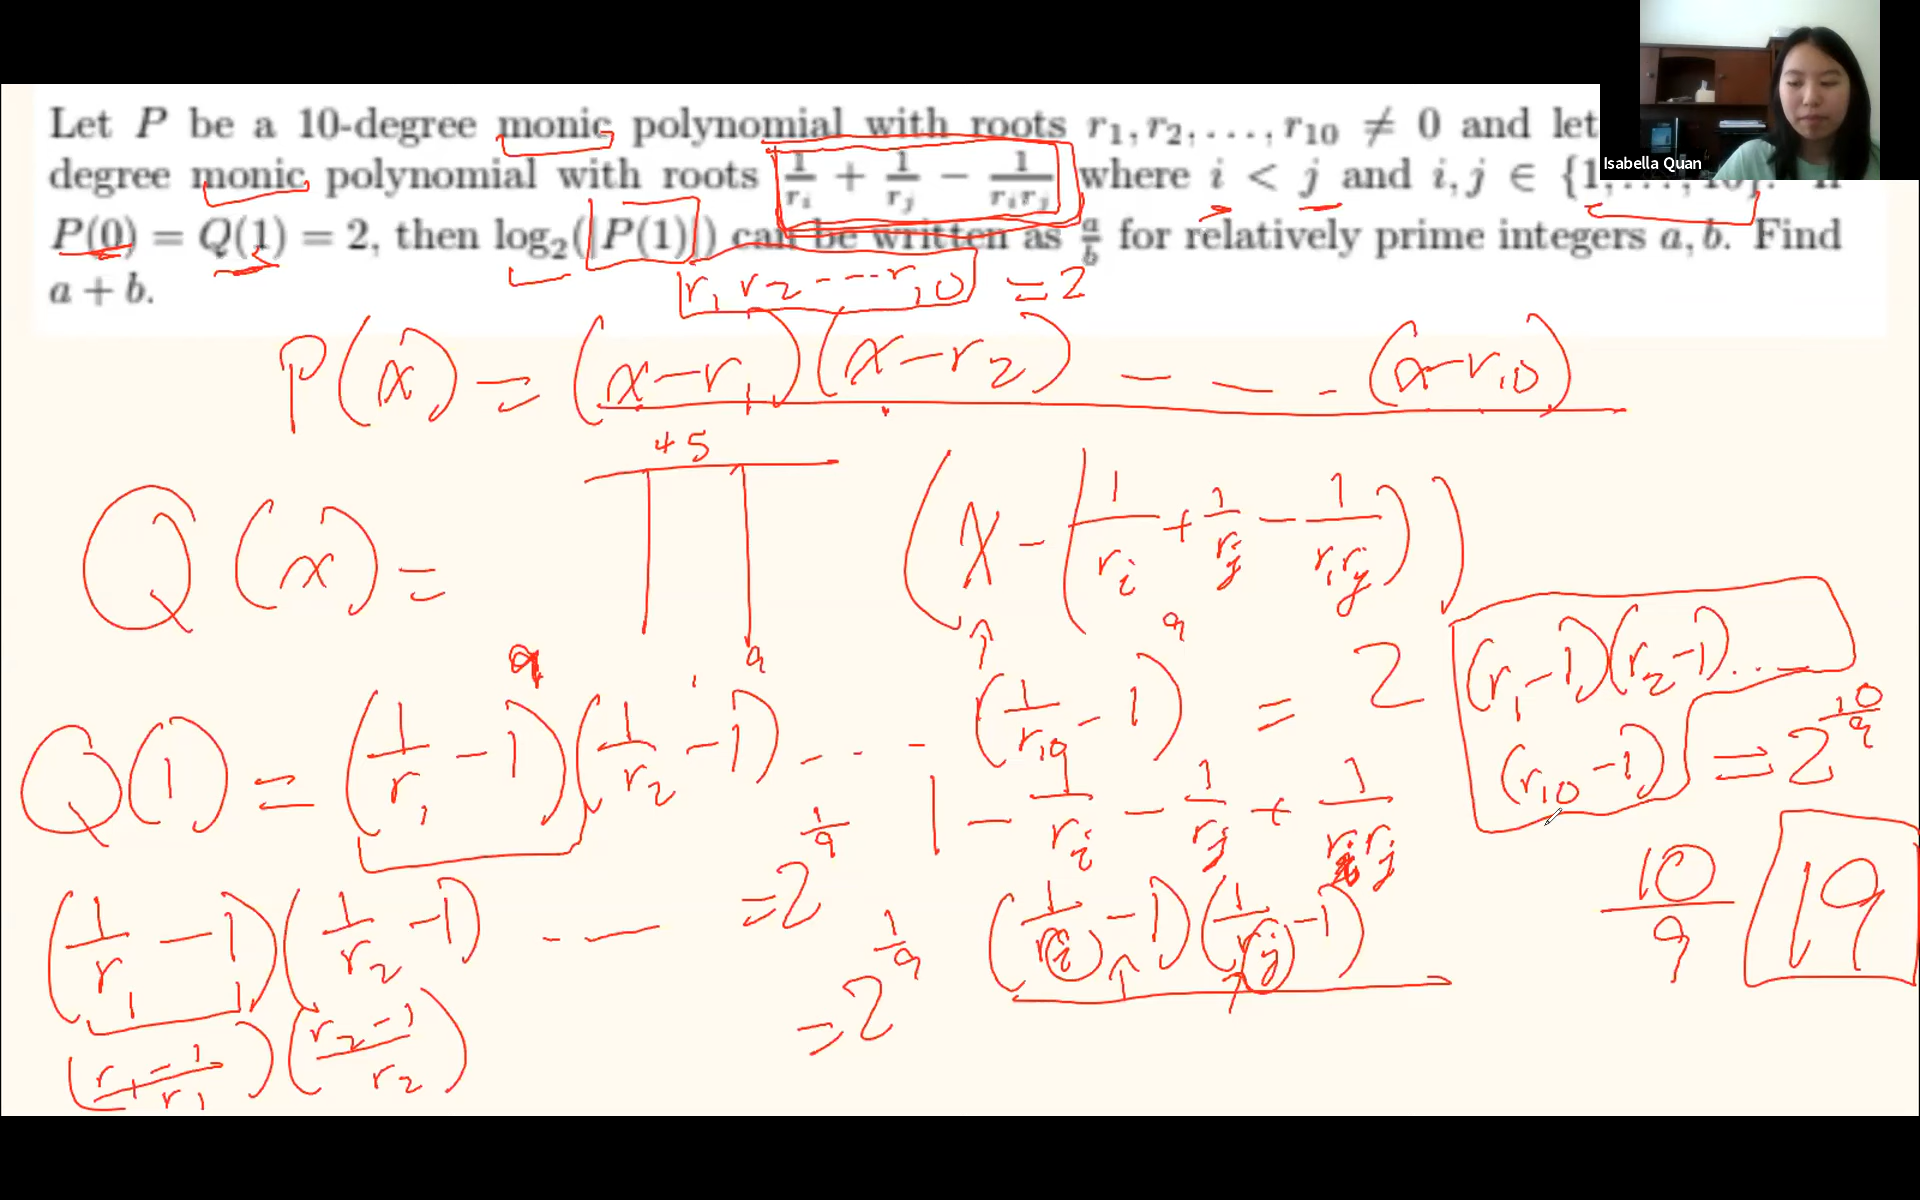 Let P be a 10-degree monic polynomial with roots r₁, r₂, . . . , r₁₀ ≠ 0 and let
degree monic polynomial with roots 1/rᵢ + 1/rⱼ − 1/(rᵢrⱼ) where i < j and i, j ∈ {1, . . . , 10}.
P(0) = Q(1) = 2, then log₂(|P(1)|) can be written as a/b for relatively prime integers a, b. Find
a + b.
Isabella Quan
r₁ r₂ --- r₁₀ = 2
P(x) = (x-r₁)(x-r₂) - - - (x-r₁₀)
45
Q(x) = Π (x - (1/rᵢ + 1/rⱼ - 1/(rᵢrⱼ)))
Q(1) = (1/r₁ - 1)⁹ (1/r₂ - 1)⁹ - - - (1/r₁₀ - 1)⁹ = 2
(r₁-1)(r₂-1)...
(r₁₀-1) = 2^(10/9)
1 - 1/rᵢ - 1/rⱼ + 1/(rᵢrⱼ)
(1/r₁ - 1)(1/r₂ - 1) - - = 2^(1/9)
(1/rᵢ - 1)(1/rⱼ - 1)
10/9
19
((r₁-1)/r₁)((r₂-1)/r₂) = 2^(1/9)